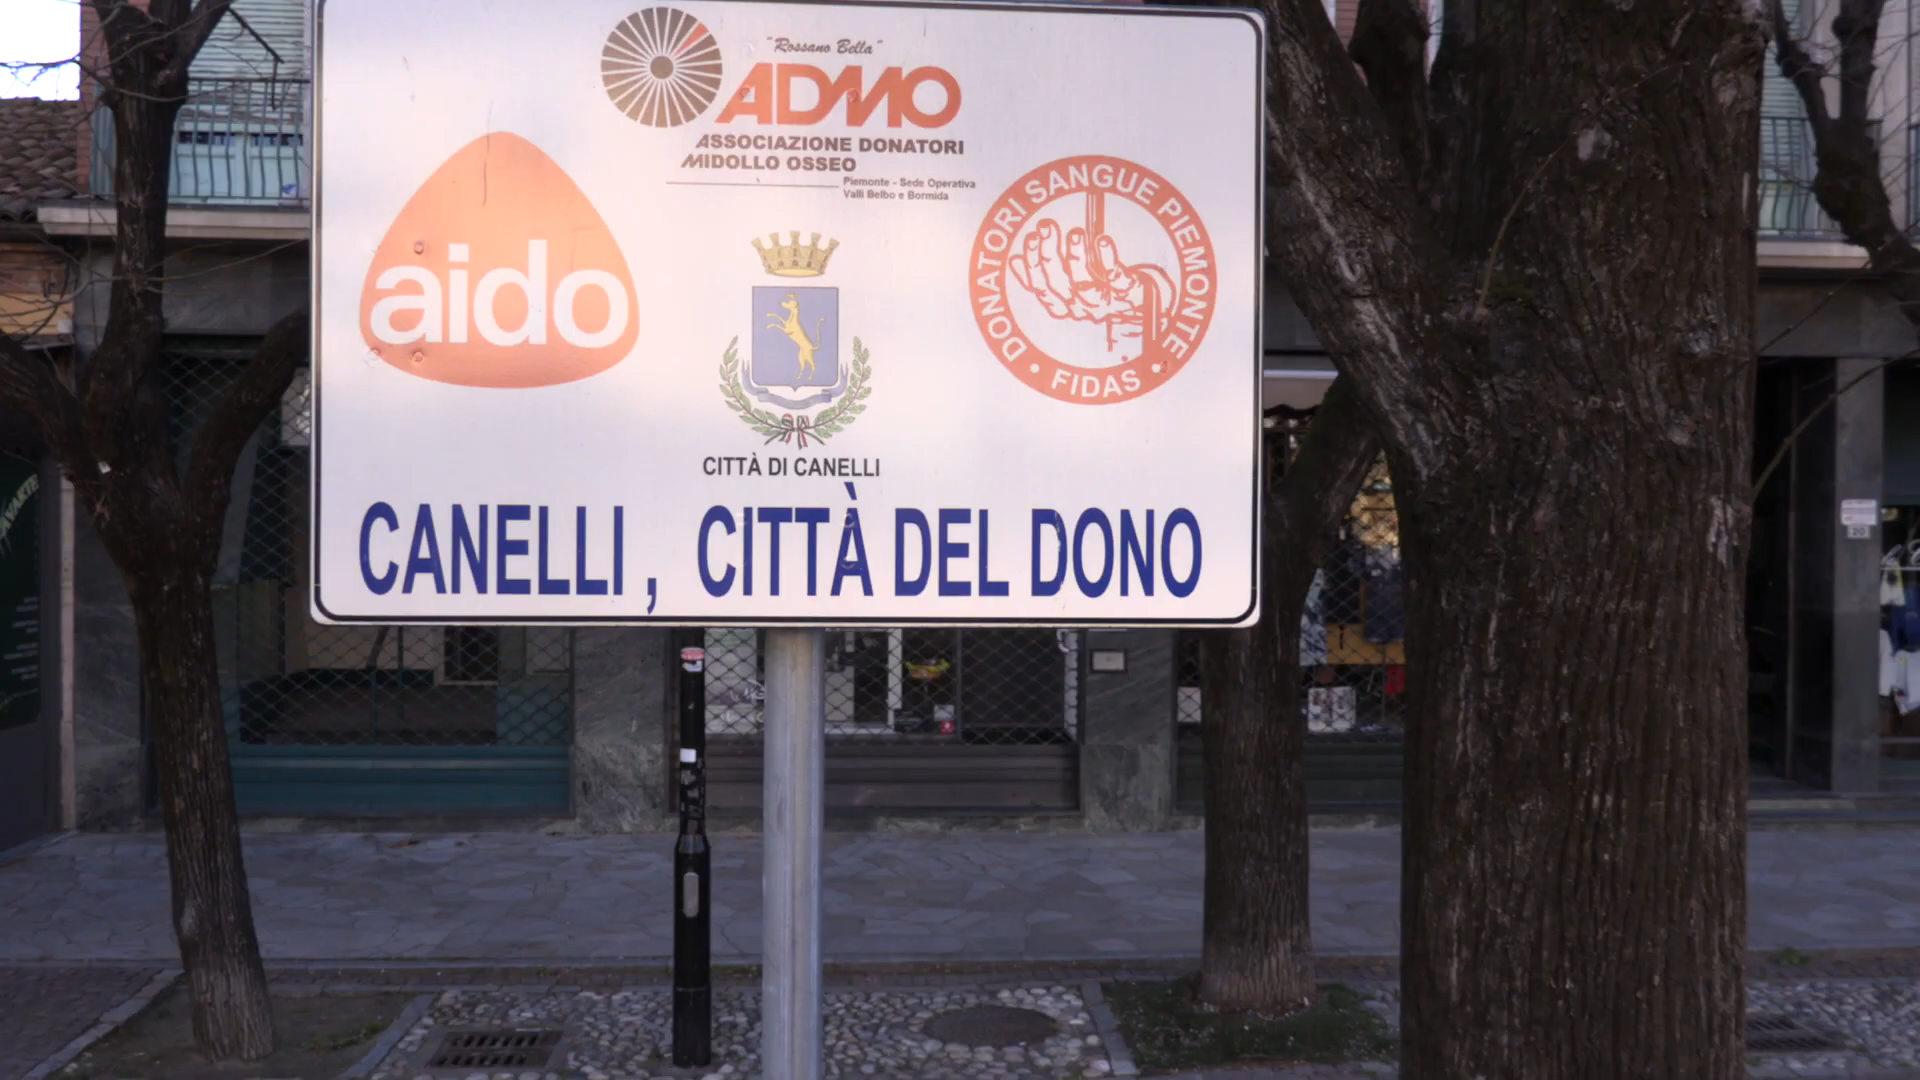 "Rossano Bella"
ADMO
ASSOCIAZIONE DONATORI
MIDOLLO OSSEO
Piemonte - Sede Operativa
Valli Belbo e Bormida
aido
DONATORI SANGUE PIEMONTE
• FIDAS •
CITTÀ DI CANELLI
CANELLI, CITTÀ DEL DONO
20